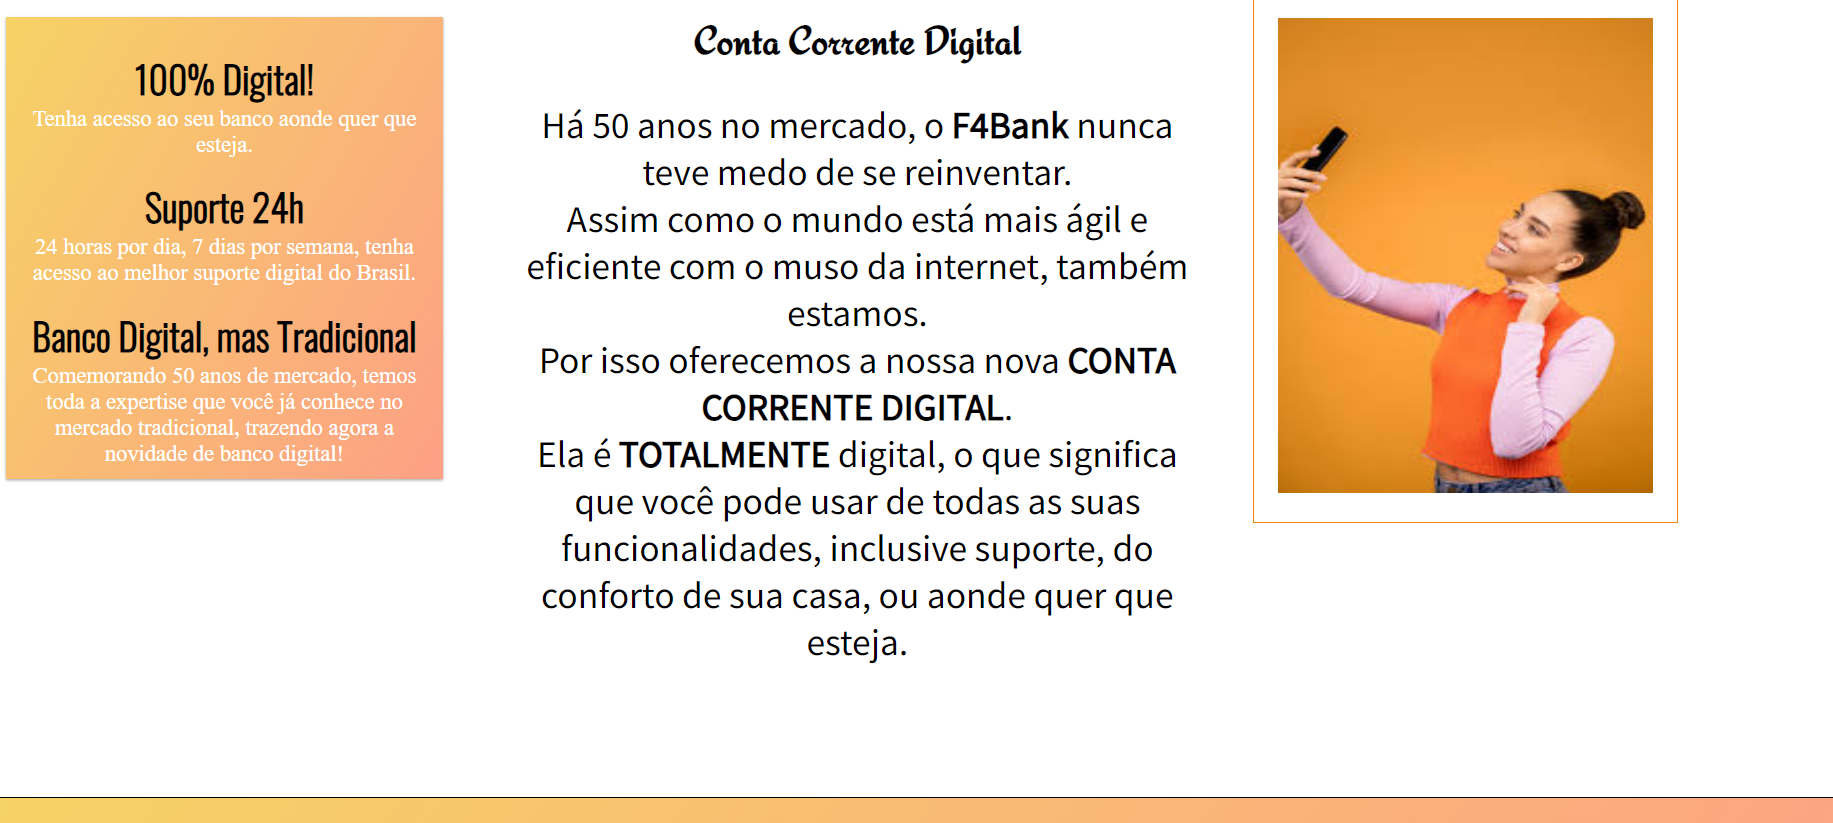 100% Digital!
Tenha acesso ao seu banco aonde quer que
esteja.
Suporte 24h
24 horas por dia, 7 dias por semana, tenha
acesso ao melhor suporte digital do Brasil.
Banco Digital, mas Tradicional
Comemorando 50 anos de mercado, temos
toda a expertise que você já conhece no
mercado tradicional, trazendo agora a
novidade de banco digital!
Conta Corrente Digital
Há 50 anos no mercado, o F4Bank nunca
teve medo de se reinventar.
Assim como o mundo está mais ágil e
eficiente com o muso da internet, também
estamos.
Por isso oferecemos a nossa nova CONTA
CORRENTE DIGITAL.
Ela é TOTALMENTE digital, o que significa
que você pode usar de todas as suas
funcionalidades, inclusive suporte, do
conforto de sua casa, ou aonde quer que
esteja.